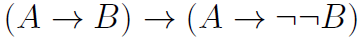 (A → B) → (A → ¬¬B)